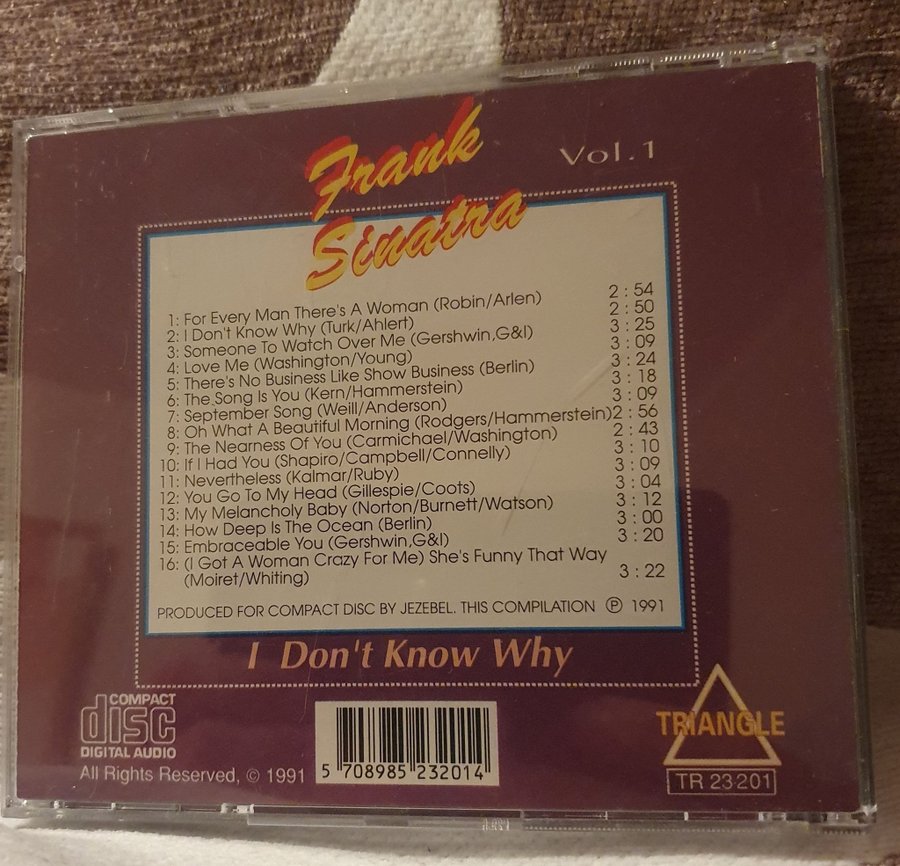 Frank
Sinatra
Vol.1
1: For Every Man There's A Woman (Robin/Arlen) 2 : 54
2: I Don't Know Why (Turk/Ahlert) 2 : 50
3: Someone To Watch Over Me (Gershwin,G&I) 3 : 25
4: Love Me (Washington/Young) 3 : 09
5: There's No Business Like Show Business (Berlin) 3 : 24
6: The Song Is You (Kern/Hammerstein) 3 : 18
7: September Song (Weill/Anderson) 3 : 09
8: Oh What A Beautiful Morning (Rodgers/Hammerstein) 2 : 56
9: The Nearness Of You (Carmichael/Washington) 2 : 43
10: If I Had You (Shapiro/Campbell/Connelly) 3 : 10
11: Nevertheless (Kalmar/Ruby) 3 : 09
12: You Go To My Head (Gillespie/Coots) 3 : 04
13: My Melancholy Baby (Norton/Burnett/Watson) 3 : 12
14: How Deep Is The Ocean (Berlin) 3 : 00
15: Embraceable You (Gershwin,G&I) 3 : 20
16: (I Got A Woman Crazy For Me) She's Funny That Way
(Moiret/Whiting) 3 : 22
PRODUCED FOR COMPACT DISC BY JEZEBEL. THIS COMPILATION ℗ 1991
I Don't Know Why
COMPACT
disc
DIGITAL AUDIO
All Rights Reserved, © 1991
5 708985 232014
TRIANGLE
TR 23-201